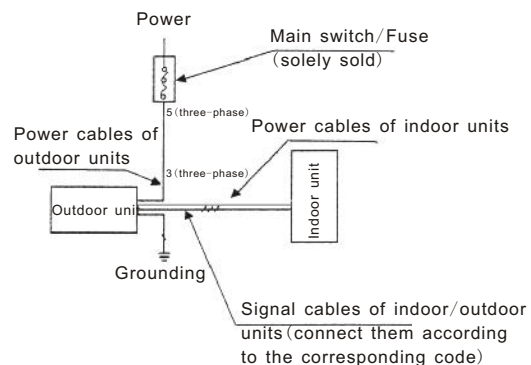 Power
Main switch/Fuse
(solely sold)
5(three-phase)
Power cables of indoor units
Power cables of
outdoor units
3(three-phase)
Outdoor unit
Indoor unit
Grounding
Signal cables of indoor/outdoor
units(connect them according
to the corresponding code)